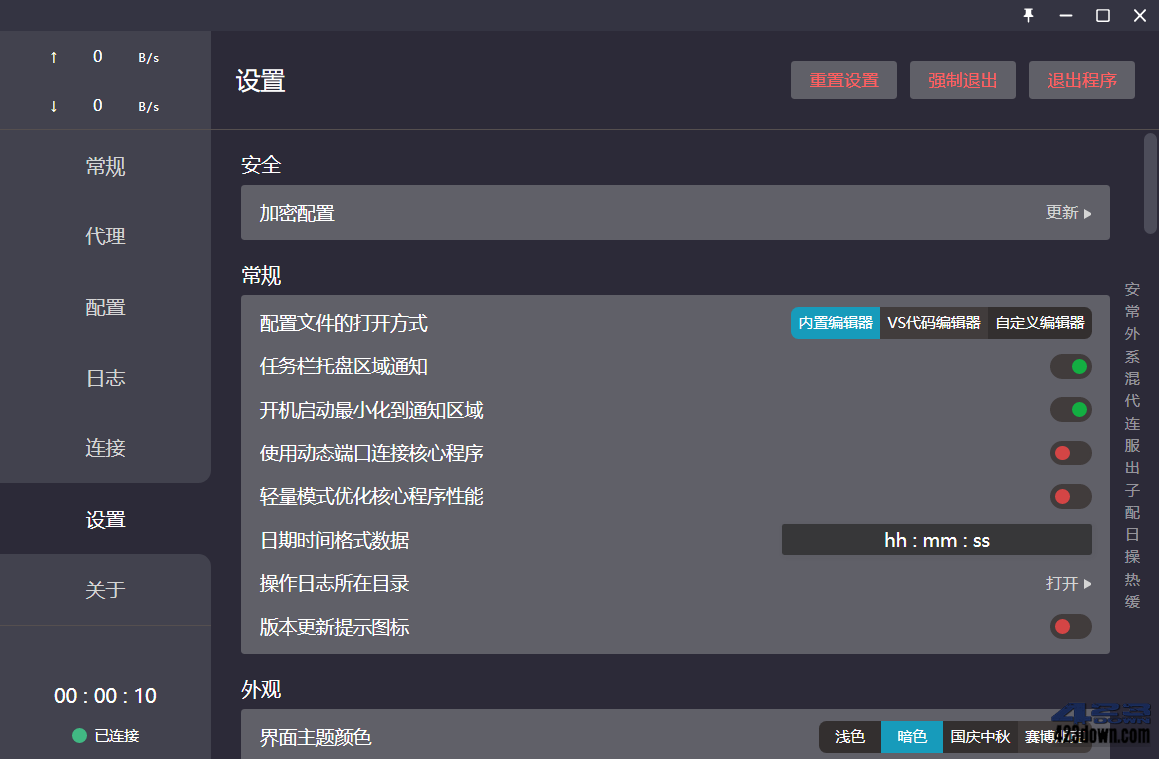 ↑ 0 B/s
↓ 0 B/s
常规
代理
配置
日志
连接
设置
关于
00 : 00 : 10
已连接
设置
重置设置 强制退出 退出程序
安全
加密配置 更新
常规
配置文件的打开方式 内置编辑器 VS代码编辑器 自定义编辑器
任务栏托盘区域通知
开机启动最小化到通知区域
使用动态端口连接核心程序
轻量模式优化核心程序性能
日期时间格式数据 hh : mm : ss
操作日志所在目录 打开
版本更新提示图标
外观
界面主题颜色 浅色 暗色 国庆中秋 赛博
安
常
外
系
混
代
连
服
出
子
配
日
操
热
缓
423down.com